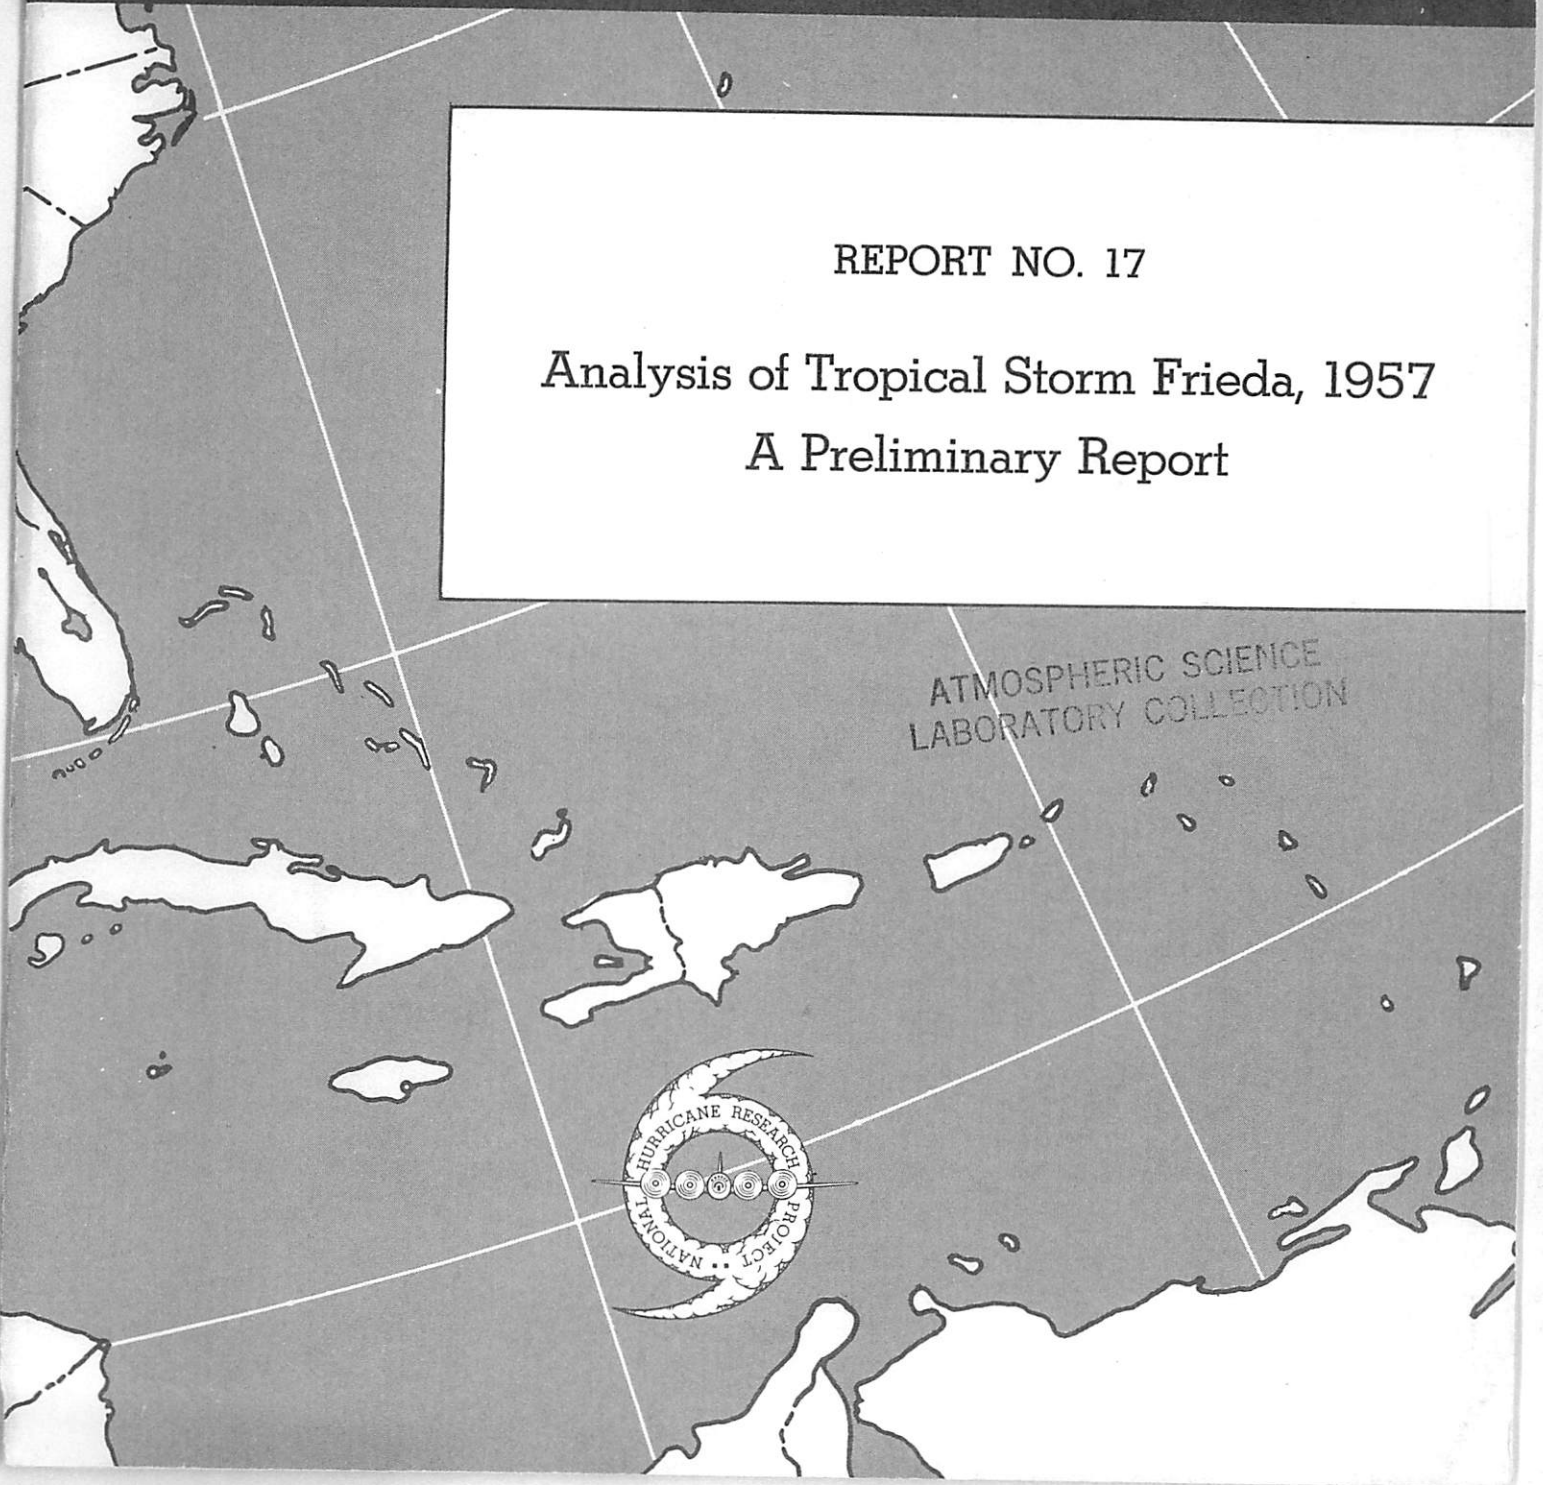 REPORT NO. 17
Analysis of Tropical Storm Frieda, 1957
A Preliminary Report
ATMOSPHERIC SCIENCE
LABORATORY COLLECTION
NATIONAL HURRICANE RESEARCH PROJECT